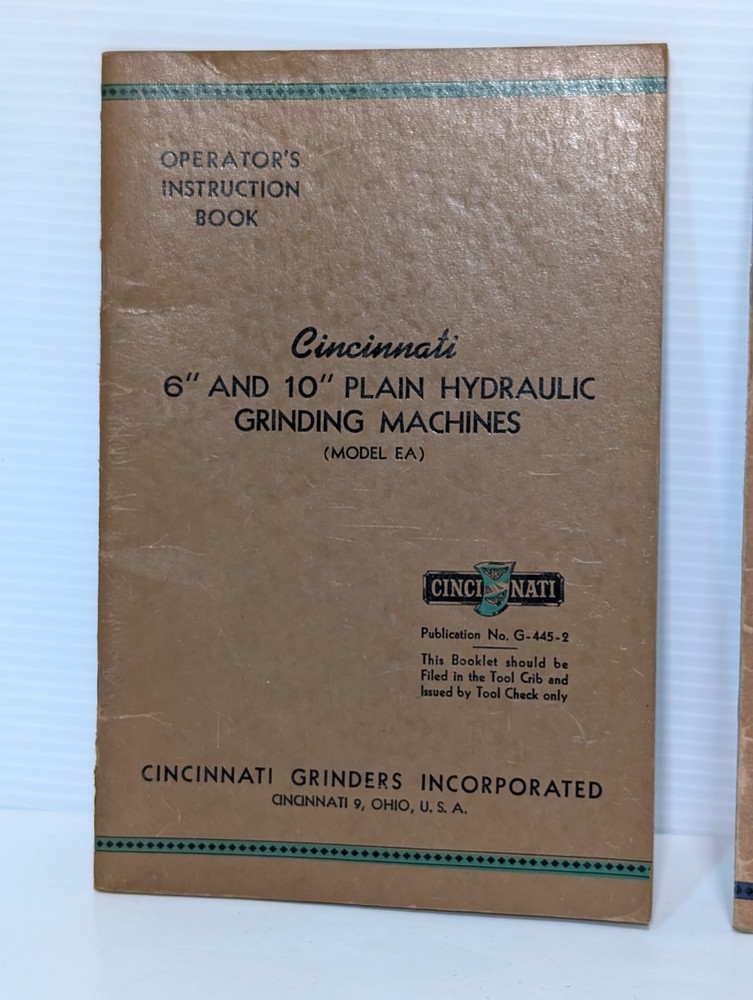 OPERATOR'S
INSTRUCTION
BOOK
Cincinnati
6" AND 10" PLAIN HYDRAULIC
GRINDING MACHINES
(MODEL EA)
CINCINNATI
Publication No. G-445-2
This Booklet should be
Filed in the Tool Crib and
Issued by Tool Check only
CINCINNATI GRINDERS INCORPORATED
CINCINNATI 9, OHIO, U. S. A.